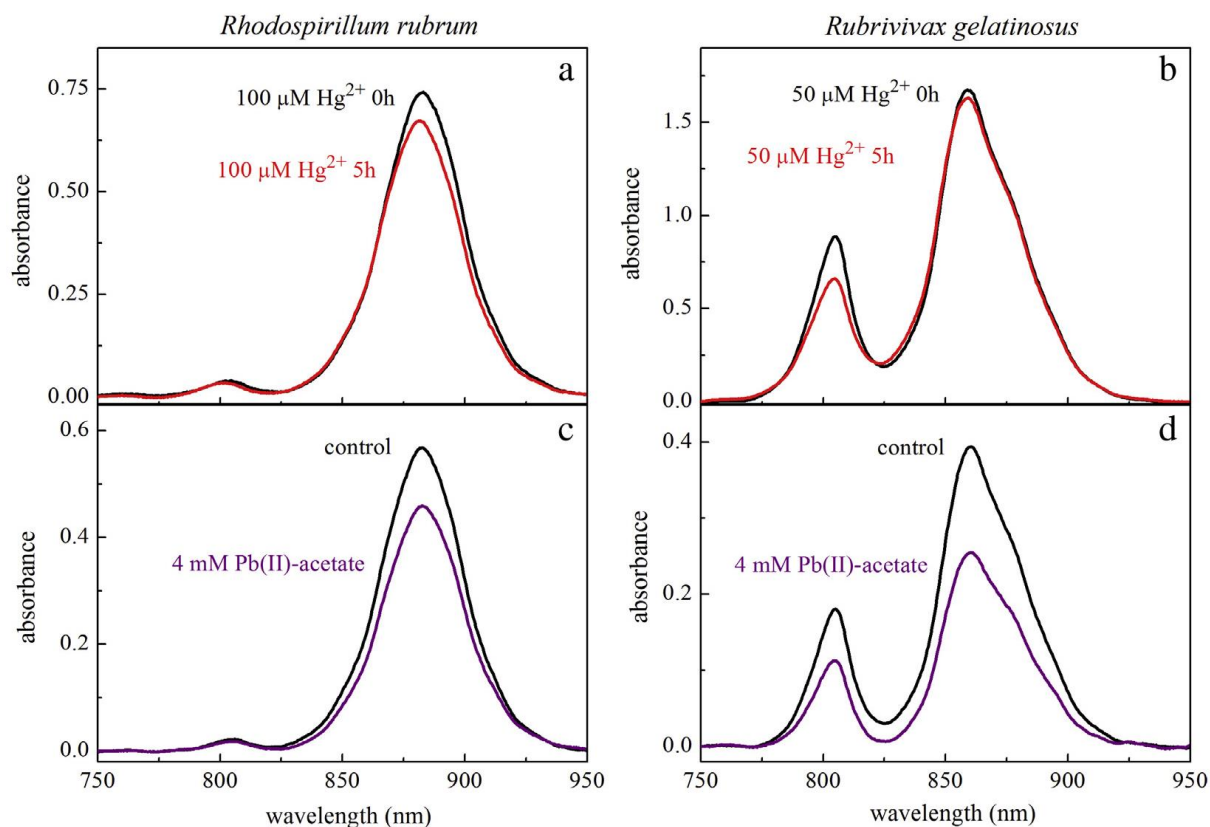 Rhodospirillum rubrum
Rubrivivax gelatinosus
a
100 μM Hg²⁺ 0h
100 μM Hg²⁺ 5h
absorbance
0.75
0.50
0.25
0.00
b
50 μM Hg²⁺ 0h
50 μM Hg²⁺ 5h
absorbance
1.5
1.0
0.5
0.0
c
control
4 mM Pb(II)-acetate
absorbance
0.6
0.4
0.2
0.0
750 800 850 900 950
wavelength (nm)
d
control
4 mM Pb(II)-acetate
absorbance
0.4
0.2
0.0
750 800 850 900 950
wavelength (nm)